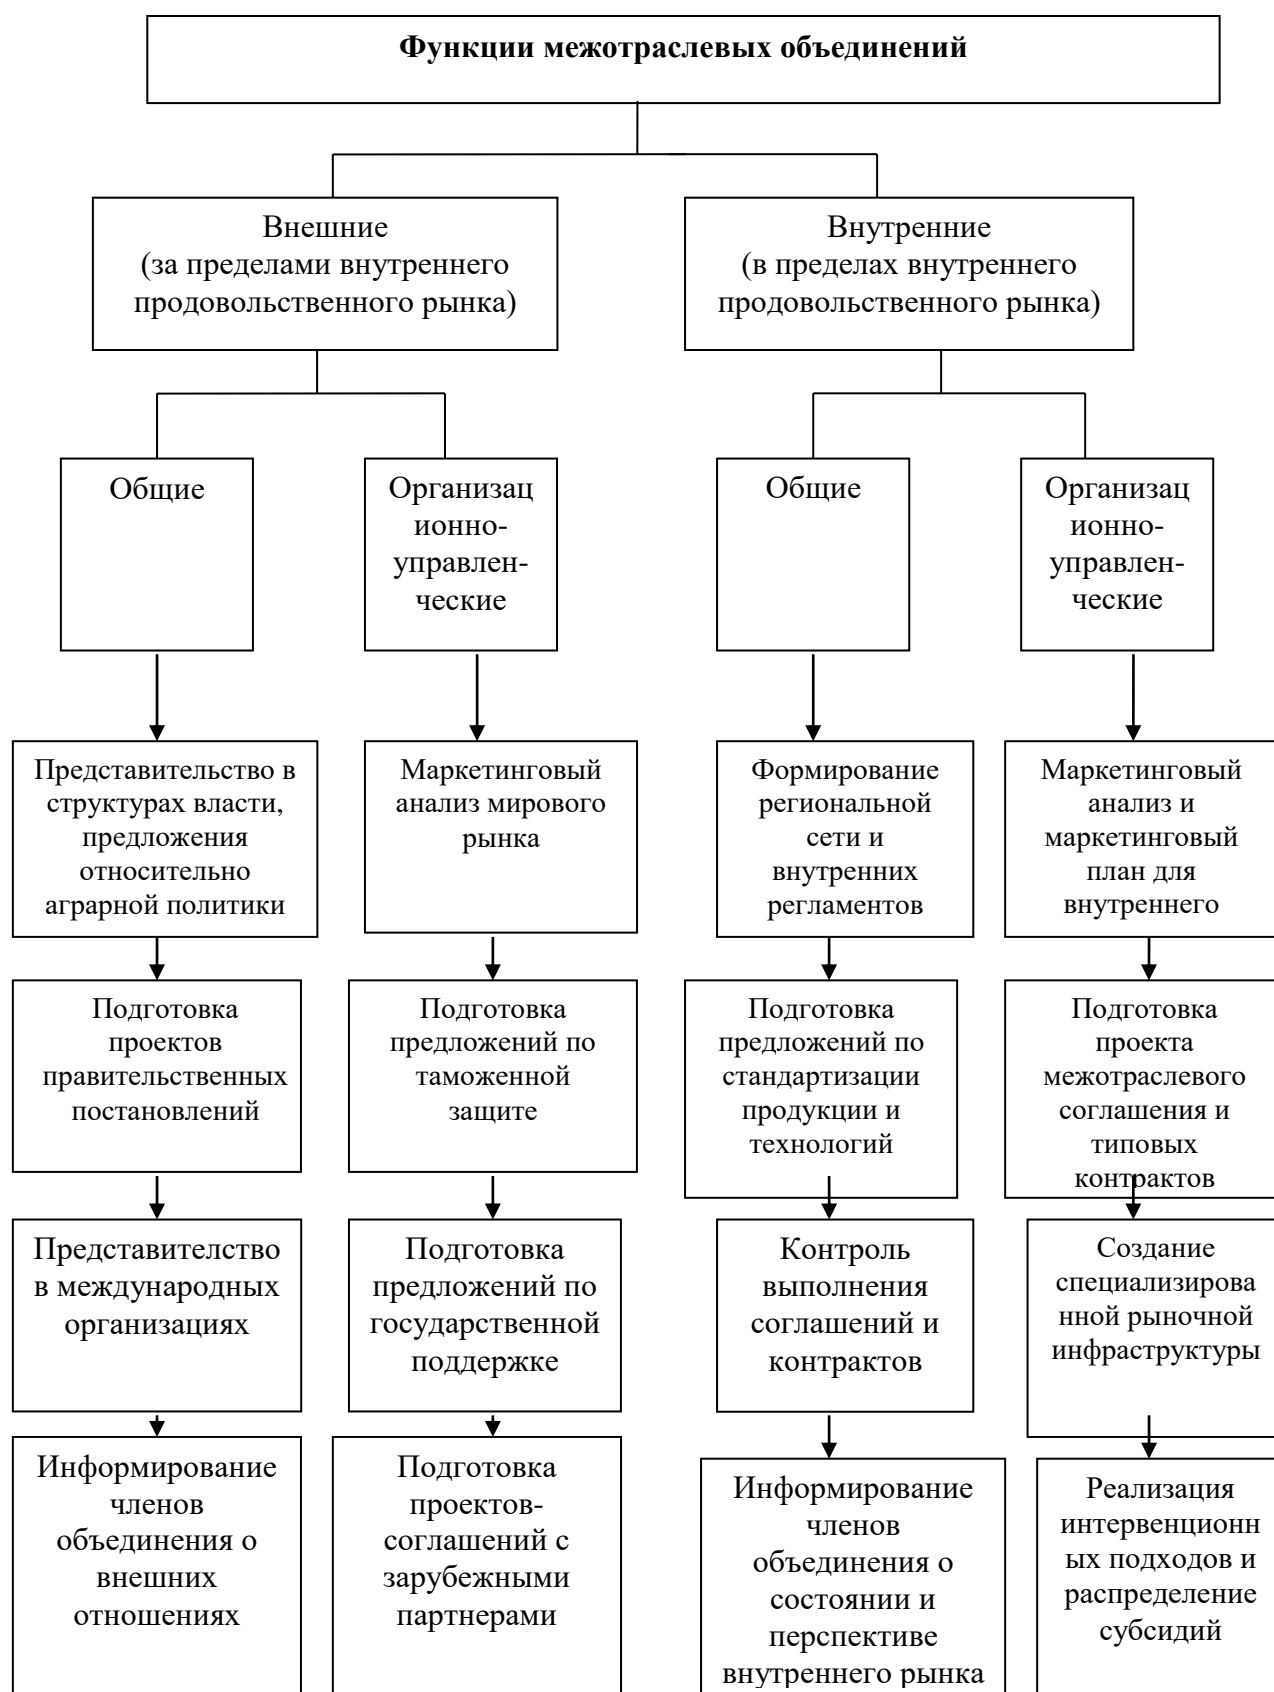 Функции межотраслевых объединений
Внешние
(за пределами внутреннего
продовольственного рынка)
Внутренние
(в пределах внутреннего
продовольственного рынка)
Общие
Организац
ионно-
управлен-
ческие
Общие
Организац
ионно-
управлен-
ческие
Представительство в
структурах власти,
предложения
относительно
аграрной политики
Маркетинговый
анализ мирового
рынка
Формирование
региональной
сети и
внутренних
регламентов
Маркетинговый
анализ и
маркетинговый
план для
внутреннего
Подготовка
проектов
правительственных
постановлений
Подготовка
предложений по
таможенной
защите
Подготовка
предложений по
стандартизации
продукции и
технологий
Подготовка
проекта
межотраслевого
соглашения и
типовых
контрактов
Представителство
в международных
организациях
Подготовка
предложений по
государственной
поддержке
Контроль
выполнения
соглашений и
контрактов
Создание
специализирова
нной рыночной
инфраструктуры
Информирование
членов
объединения о
внешних
отношениях
Подготовка
проектов-
соглашений с
зарубежными
партнерами
Информирование
членов
объединения о
состоянии и
перспективе
внутреннего рынка
Реализация
интервенционн
ых подходов и
распределение
субсидий